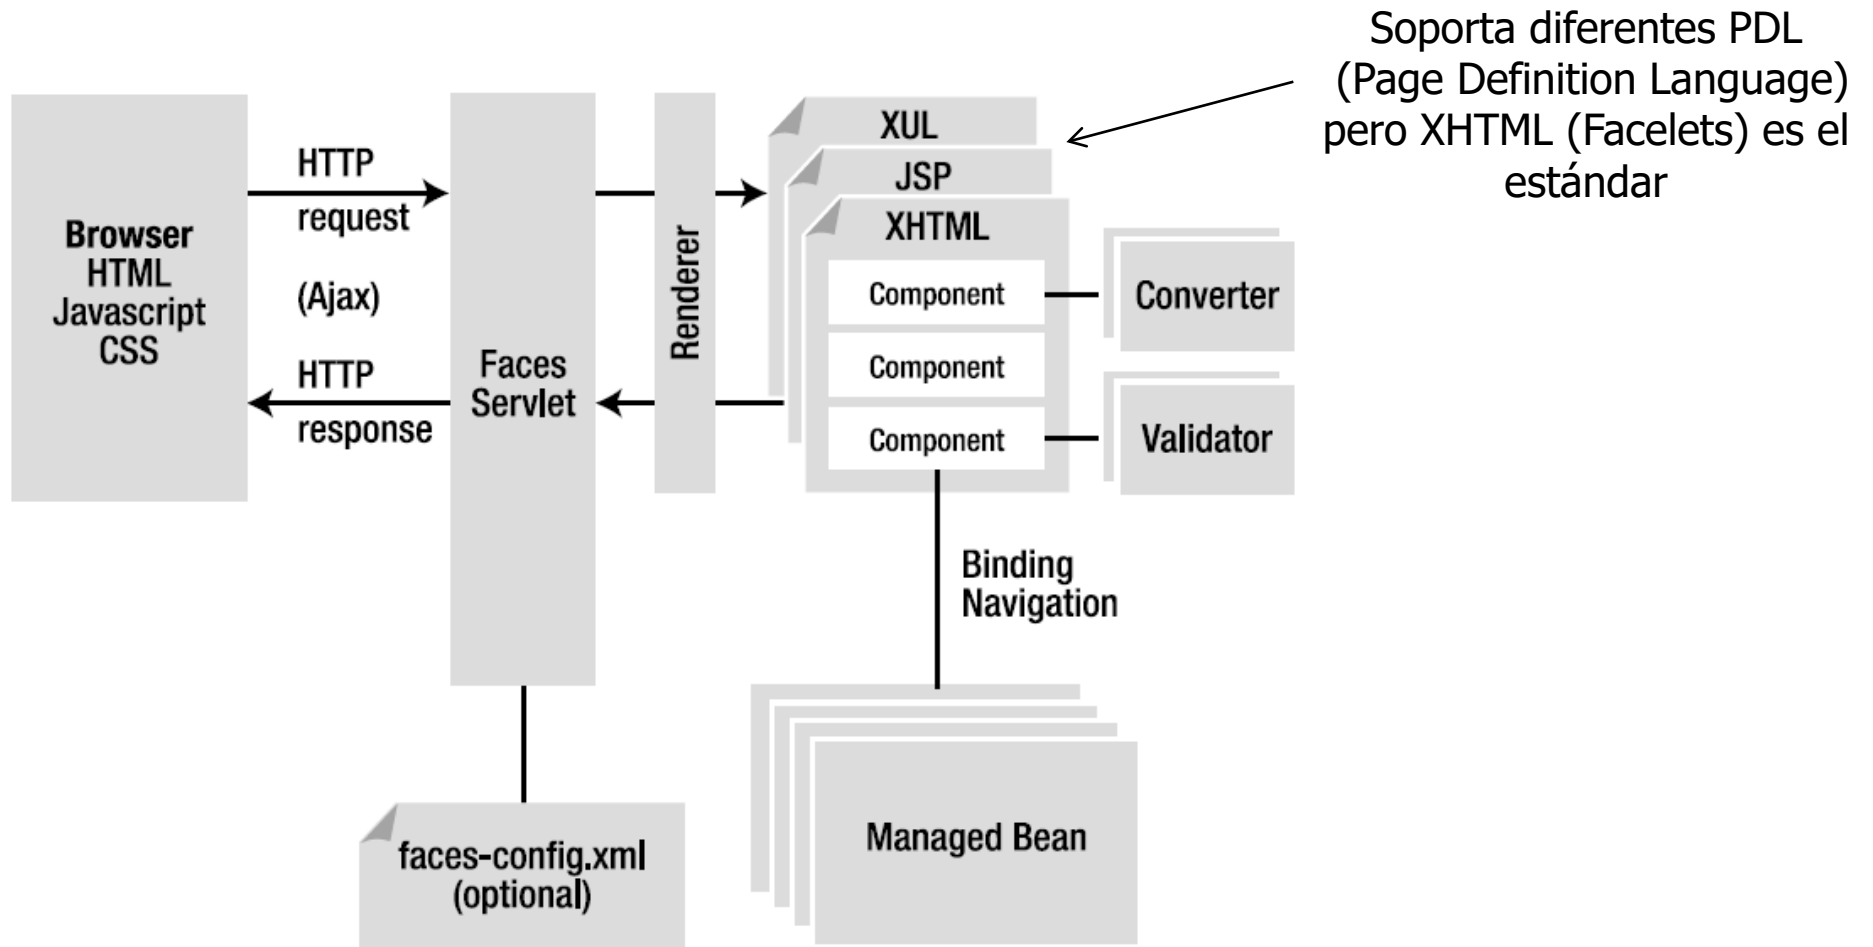 Soporta diferentes PDL
(Page Definition Language)
pero XHTML (Facelets) es el
estándar
Browser
HTML
Javascript
CSS
HTTP
request
(Ajax)
HTTP
response
Faces
Servlet
Renderer
XUL
JSP
XHTML
Component
Component
Component
Converter
Validator
Binding
Navigation
faces-config.xml
(optional)
Managed Bean